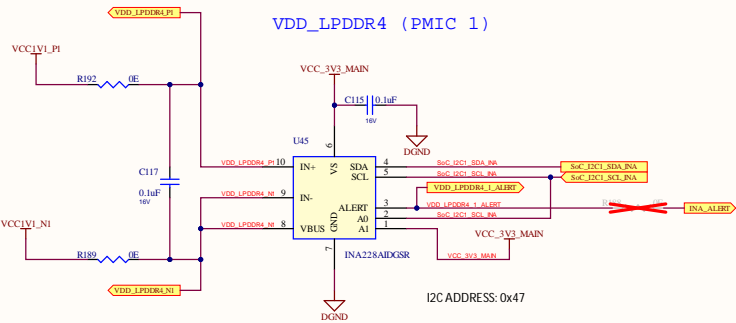 VDD_LPDDR4 (PMIC 1)
VDD_LPDDR4_P1
VCC1V1_P1
R192 0E
VCC_3V3_MAIN
C115 0.1uF
16V
DGND
U45
C117
0.1uF
16V
VDD_LPDDR4_P1 10 IN+
VDD_LPDDR4_N1 9 IN-
VDD_LPDDR4_N1 8 VBUS
6 VS
7 GND
SDA 4 SoC_I2C1_SDA_INA SoC_I2C1_SDA_INA
SCL 5 SoC_I2C1_SCL_INA SoC_I2C1_SCL_INA
VDD_LPDDR4_1_ALERT
ALERT 3 VDD_LPDDR4_1_ALERT INA_ALERT
A0 2 SoC_I2C1_SCL_INA
A1 1 VCC_3V3_MAIN
VCC_3V3_MAIN
INA228AIDGSR
VCC1V1_N1
R189 0E
VDD_LPDDR4_N1
DGND
I2C ADDRESS: 0x47